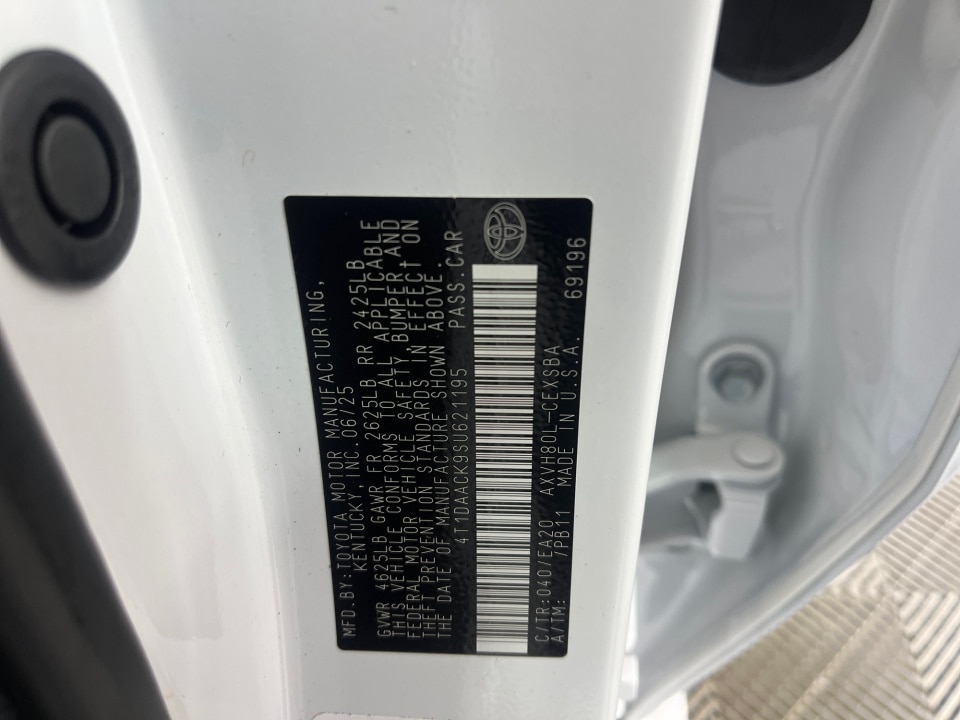 MFD.BY:TOYOTA MOTOR MANUFACTURING,
KENTUCKY, INC. 06/25
GVWR 4625LB GAWR FR 2625LB RR 2425LB
THIS VEHICLE CONFORMS TO ALL APPLICABLE
FEDERAL MOTOR VEHICLE SAFETY, BUMPER AND
THEFT PREVENTION STANDARDS IN EFFECT ON
THE DATE OF MANUFACTURE SHOWN ABOVE.
4T1DAACK9SU621195 PASS.CAR
C/TR:040/EA20 AXVH80L-CEXSBA 69196
A/TM: /PB11 MADE IN U.S.A.